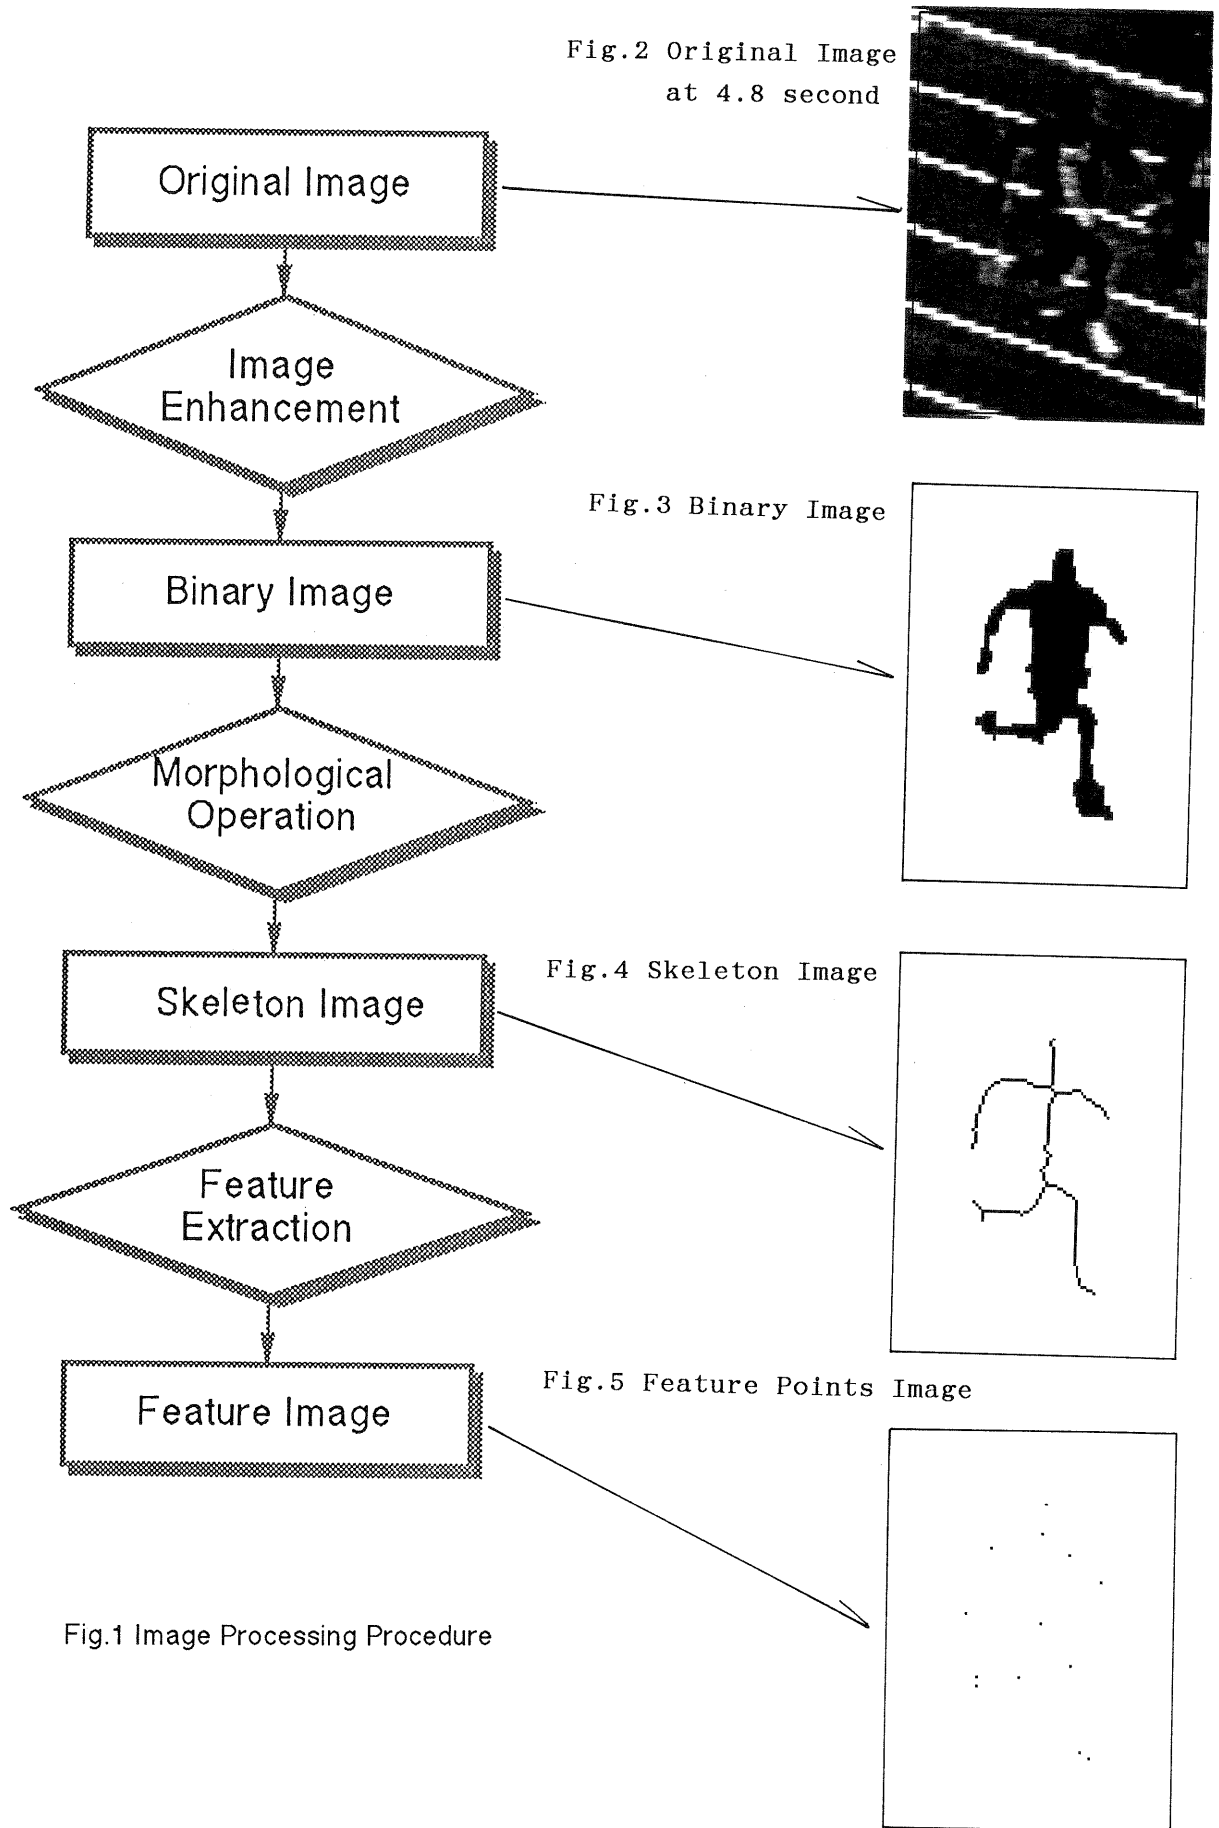 Fig.2 Original Image
at 4.8 second
Original Image
Image
Enhancement
Fig.3 Binary Image
Binary Image
Morphological
Operation
Fig.4 Skeleton Image
Skeleton Image
Feature
Extraction
Fig.5 Feature Points Image
Feature Image
Fig.1 Image Processing Procedure